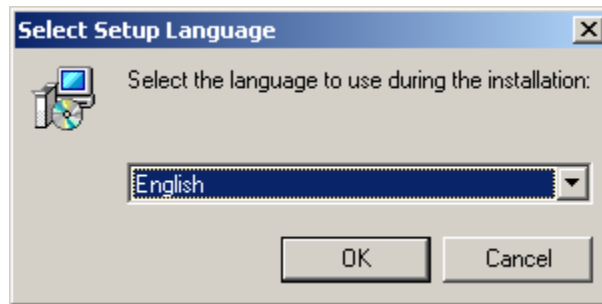 Select Setup Language
Select the language to use during the installation:
English
OK
Cancel